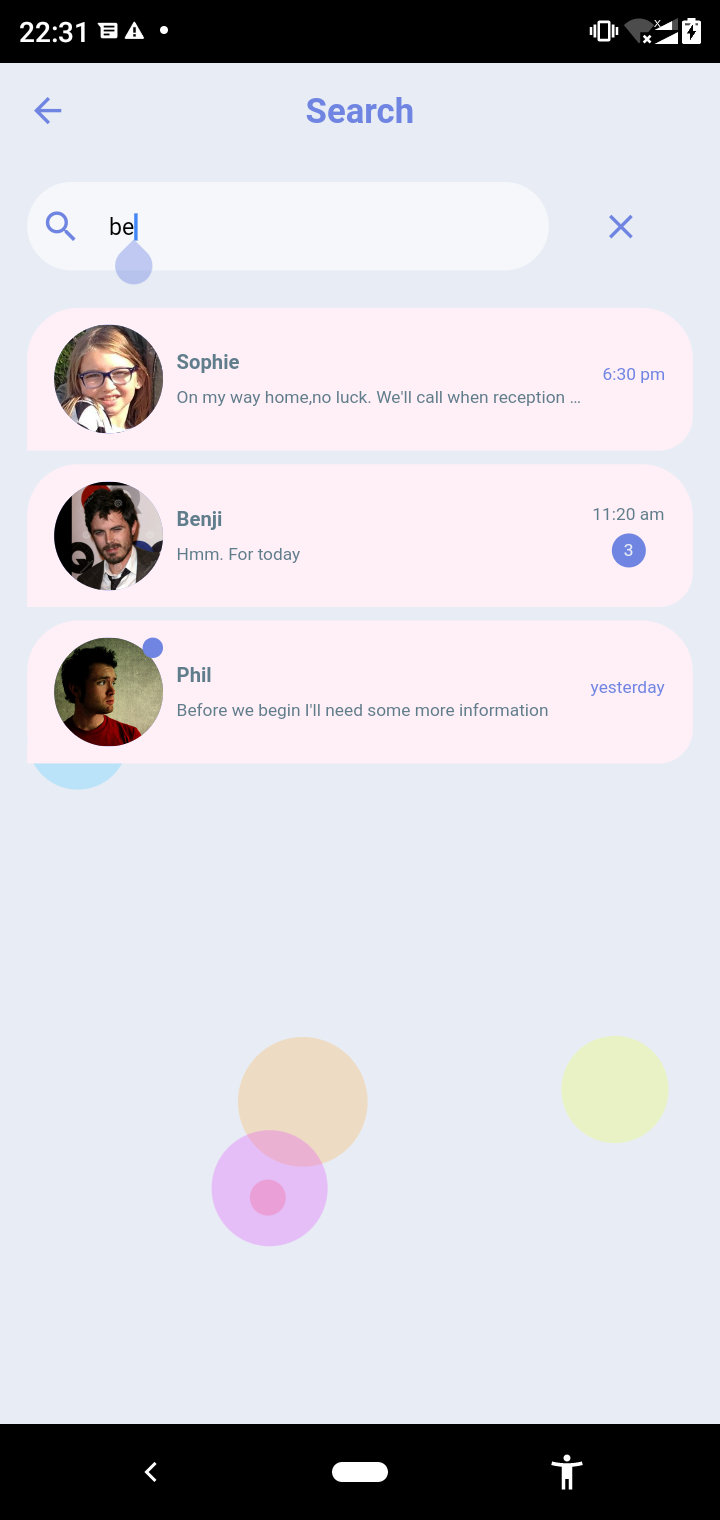 22:31
Search
be
Sophie
On my way home,no luck. We'll call when reception …
6:30 pm
Benji
Hmm. For today
11:20 am
3
Phil
Before we begin I'll need some more information
yesterday